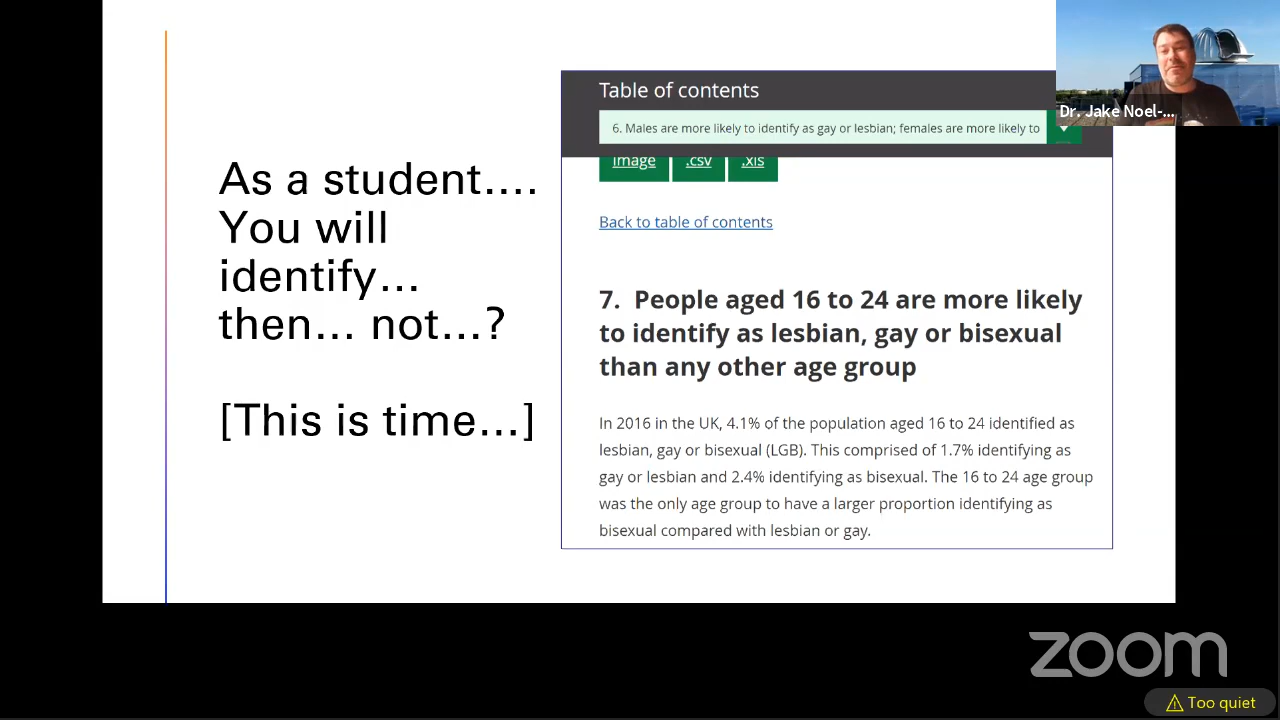 As a student....
You will
identify...
then... not...?
[This is time...]
Table of contents
6. Males are more likely to identify as gay or lesbian; females are more likely to
image .csv .xls
Back to table of contents
7. People aged 16 to 24 are more likely
to identify as lesbian, gay or bisexual
than any other age group
In 2016 in the UK, 4.1% of the population aged 16 to 24 identified as
lesbian, gay or bisexual (LGB). This comprised of 1.7% identifying as
gay or lesbian and 2.4% identifying as bisexual. The 16 to 24 age group
was the only age group to have a larger proportion identifying as
bisexual compared with lesbian or gay.
Dr. Jake Noel-...
zoom
Too quiet